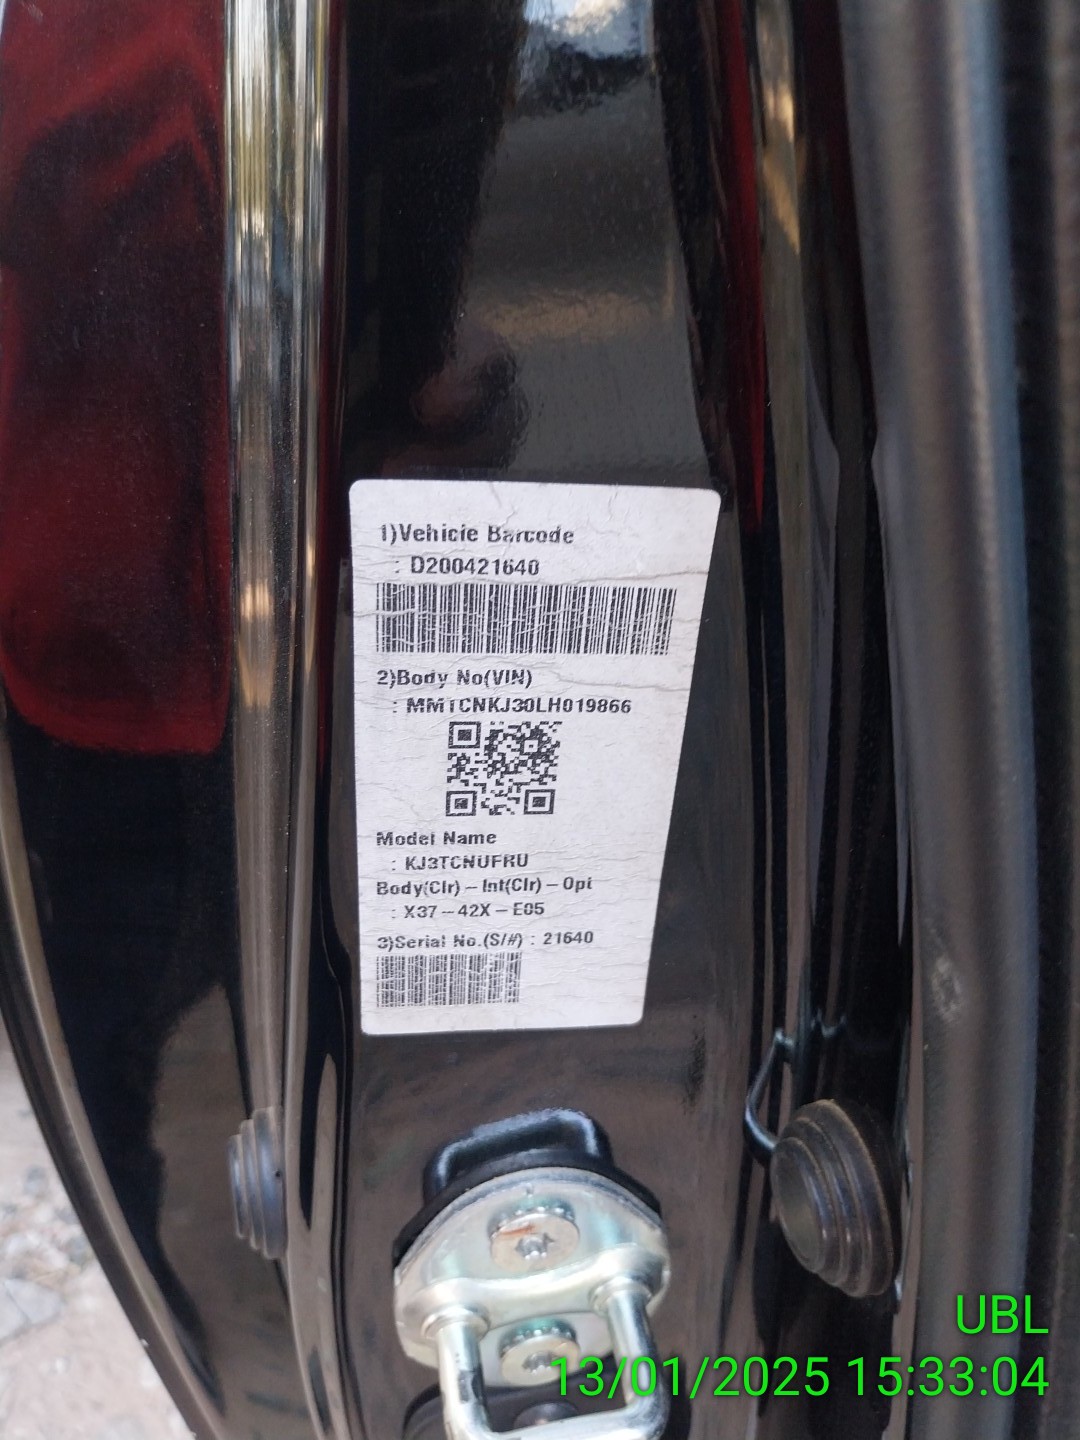 1)Vehicle Barcode
: D200421640
2)Body No(VIN)
: MMTCNKJ30LH019866
Model Name
: KJ3TCNUFRU
Body(Clr)-Int(Clr)-Opt
: X37-42X-E05
3)Serial No.(S/#) : 21640
UBL
13/01/2025 15:33:04